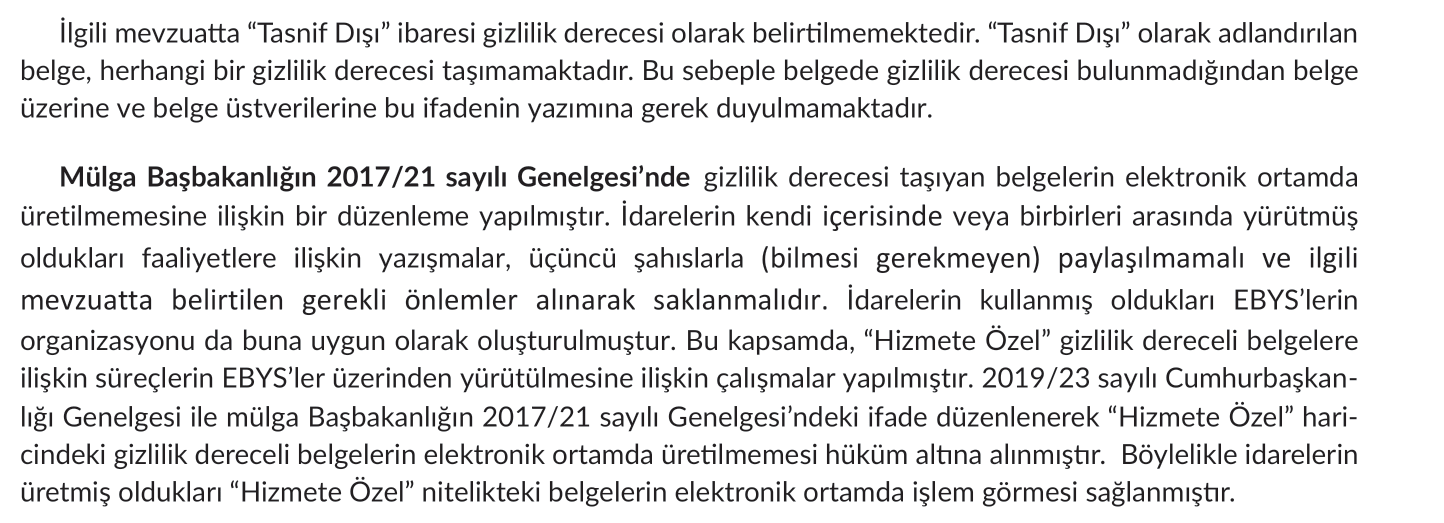 İlgili mevzuatta “Tasnif Dışı” ibaresi gizlilik derecesi olarak belirtilmemektedir. “Tasnif Dışı” olarak adlandırılan
belge, herhangi bir gizlilik derecesi taşımamaktadır. Bu sebeple belgede gizlilik derecesi bulunmadığından belge
üzerine ve belge üstverilerine bu ifadenin yazımına gerek duyulmamaktadır.
Mülga Başbakanlığın 2017/21 sayılı Genelgesi’nde gizlilik derecesi taşıyan belgelerin elektronik ortamda
üretilmemesine ilişkin bir düzenleme yapılmıştır. İdarelerin kendi içerisinde veya birbirleri arasında yürütmüş
oldukları faaliyetlere ilişkin yazışmalar, üçüncü şahıslarla (bilmesi gerekmeyen) paylaşılmamalı ve ilgili
mevzuatta belirtilen gerekli önlemler alınarak saklanmalıdır. İdarelerin kullanmış oldukları EBYS’lerin
organizasyonu da buna uygun olarak oluşturulmuştur. Bu kapsamda, “Hizmete Özel” gizlilik dereceli belgelere
ilişkin süreçlerin EBYS’ler üzerinden yürütülmesine ilişkin çalışmalar yapılmıştır. 2019/23 sayılı Cumhurbaşkan-
lığı Genelgesi ile mülga Başbakanlığın 2017/21 sayılı Genelgesi’ndeki ifade düzenlenerek “Hizmete Özel” hari-
cindeki gizlilik dereceli belgelerin elektronik ortamda üretilmemesi hüküm altına alınmıştır.  Böylelikle idarelerin
üretmiş oldukları “Hizmete Özel” nitelikteki belgelerin elektronik ortamda işlem görmesi sağlanmıştır.